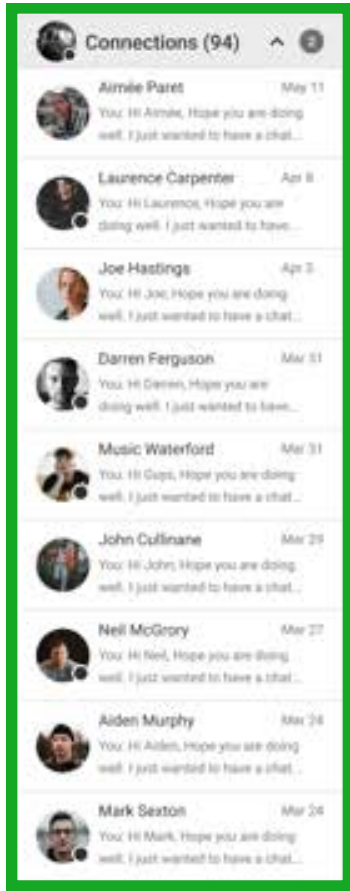 Connections (94) 2
Aimée Paret May 11
You: Hi Aimée, Hope you are doing
well. I just wanted to have a chat...
Laurence Carpenter Apr 8
You: Hi Laurence, Hope you are
doing well. I just wanted to have...
Joe Hastings Apr 3
You: Hi Joe, Hope you are doing
well. I just wanted to have a chat...
Darren Ferguson Mar 31
You: Hi Darren, Hope you are
doing well. I just wanted to have...
Music Waterford Mar 31
You: Hi Guys, Hope you are doing
well. I just wanted to have a chat...
John Cullinane Mar 29
You: Hi John, Hope you are doing
well. I just wanted to have a chat...
Neil McGrory Mar 27
You: Hi Neil, Hope you are doing
well. I just wanted to have a chat...
Aiden Murphy Mar 24
You: Hi Aiden, Hope you are doing
well. I just wanted to have a chat...
Mark Sexton Mar 24
You: Hi Mark, Hope you are doing
well. I just wanted to have a chat...